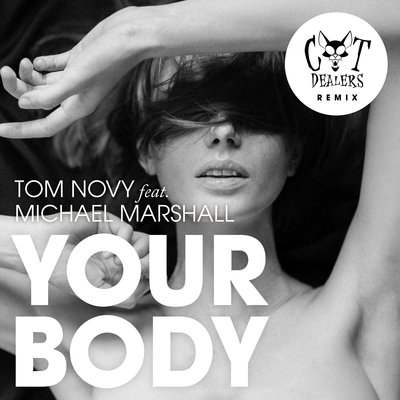 CAT
DEALERS
REMIX
TOM NOVY feat.
MICHAEL MARSHALL
YOUR
BODY